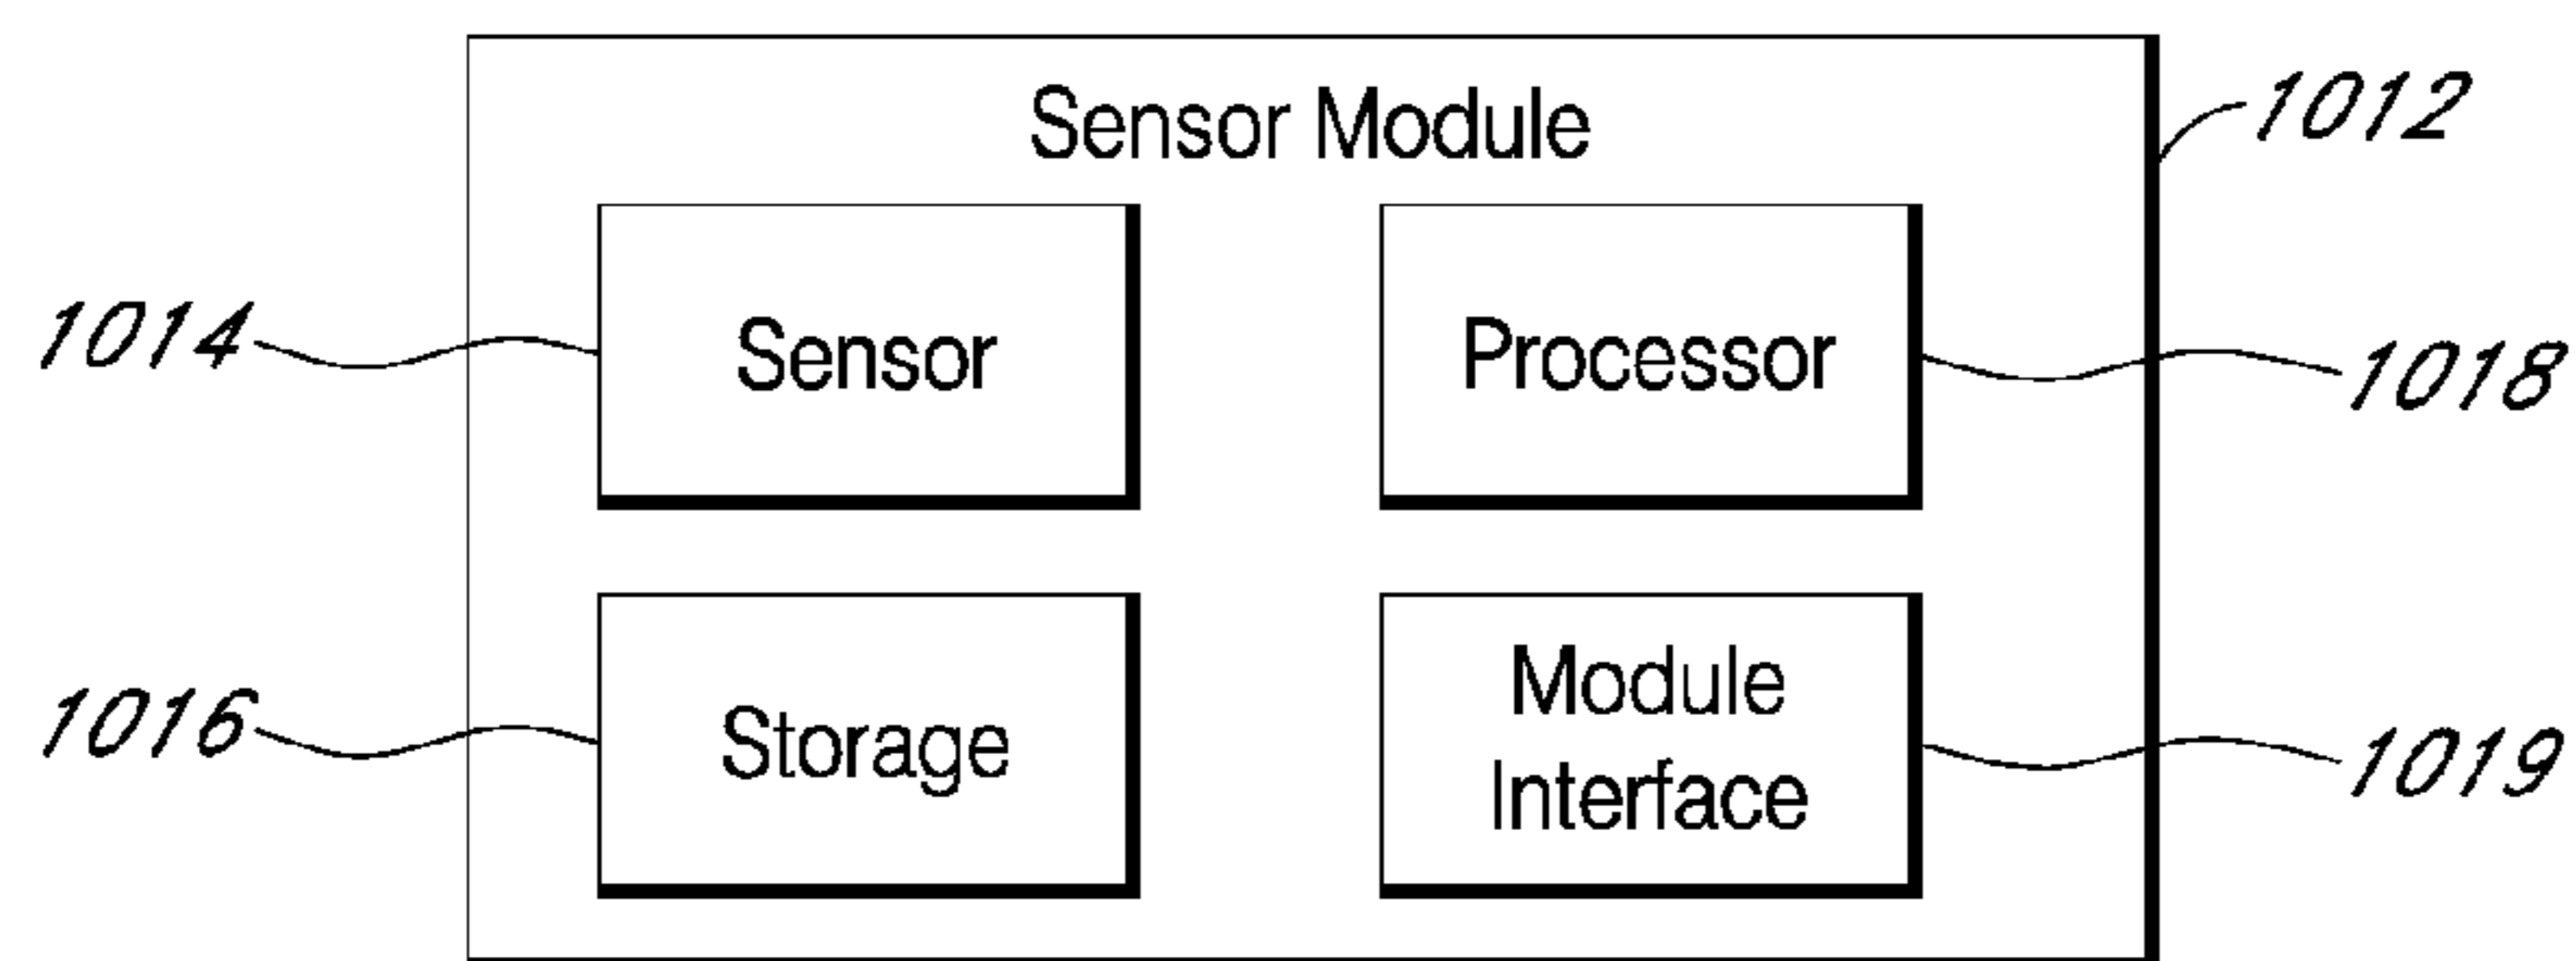 Sensor Module
1012
1014
Sensor
Processor
1018
1016
Storage
Module
Interface
1019